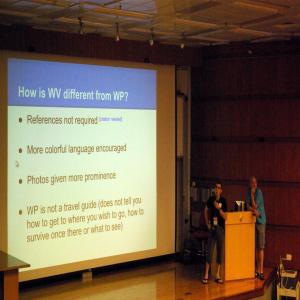 How is WV different from WP?
References not required [citation needed]
More colorful language encouraged
Photos given more prominence
WP is not a travel guide (does not tell
you how to get to where you wish to go, how to
survive once there or what to see)